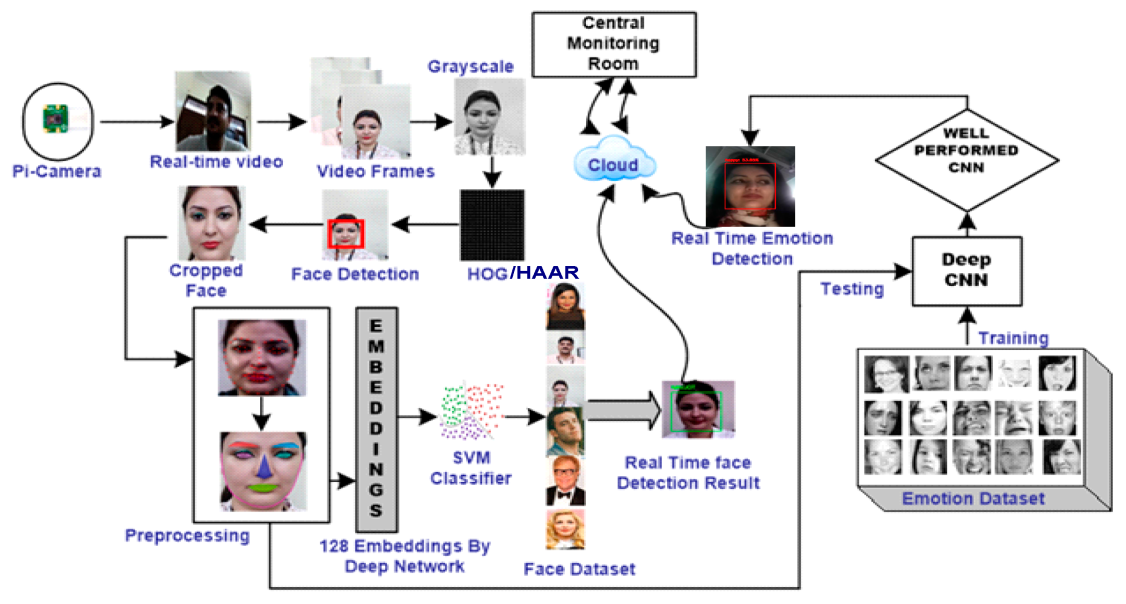 Central
Monitoring
Room
Grayscale
Pi-Camera
Real-time video
Video Frames
Cloud
WELL
PERFORMED
CNN
Real Time Emotion
Detection
Cropped
Face
Face Detection
HOG/HAAR
Testing
Deep
CNN
Training
EMBEDDINGS
SVM
Classifier
Real Time face
Detection Result
Emotion Dataset
Preprocessing
128 Embeddings By
Deep Network
Face Dataset